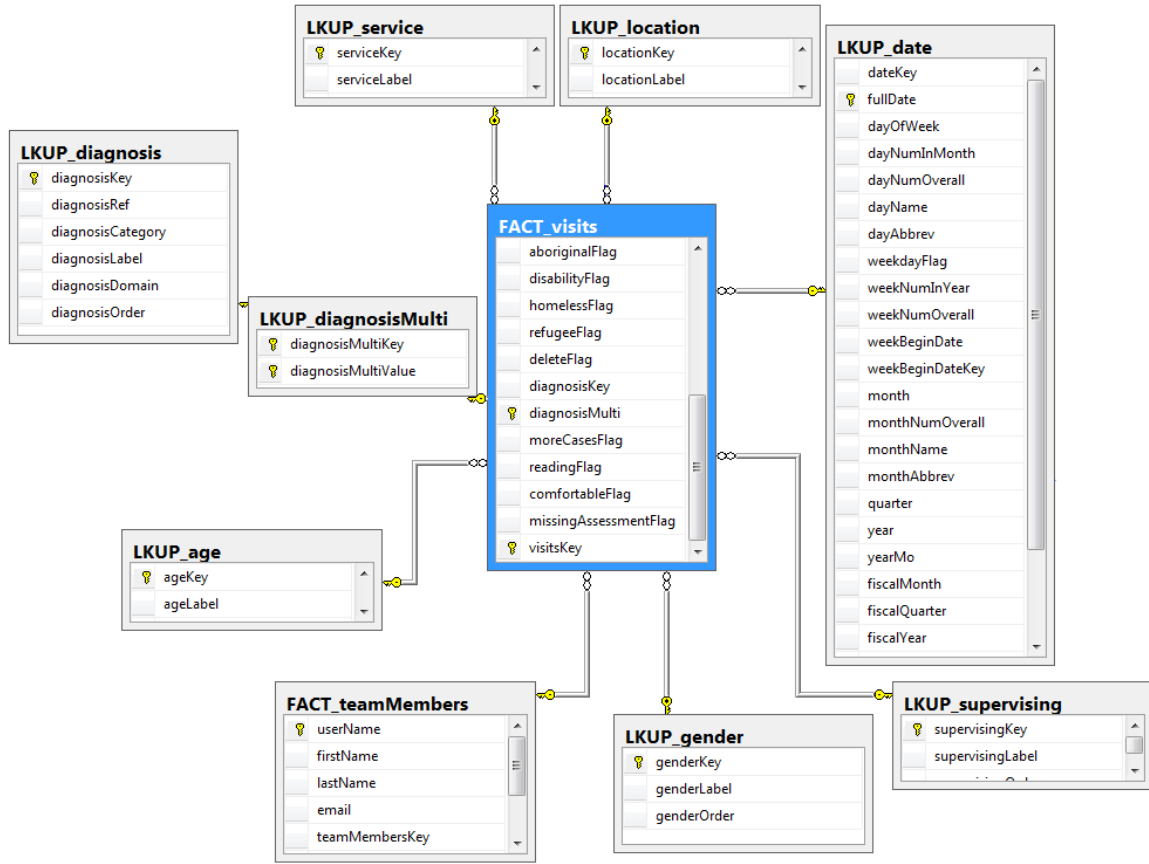 LKUP_service
serviceKey
serviceLabel
LKUP_location
locationKey
locationLabel
LKUP_date
dateKey
fullDate
dayOfWeek
dayNumInMonth
dayNumOverall
dayName
dayAbbrev
weekdayFlag
weekNumInYear
weekNumOverall
weekBeginDate
weekBeginDateKey
month
monthNumOverall
monthName
monthAbbrev
quarter
year
yearMo
fiscalMonth
fiscalQuarter
fiscalYear
LKUP_diagnosis
diagnosisKey
diagnosisRef
diagnosisCategory
diagnosisLabel
diagnosisDomain
diagnosisOrder
LKUP_diagnosisMulti
diagnosisMultiKey
diagnosisMultiValue
FACT_visits
aboriginalFlag
disabilityFlag
homelessFlag
refugeeFlag
deleteFlag
diagnosisKey
diagnosisMulti
moreCasesFlag
readingFlag
comfortableFlag
missingAssessmentFlag
visitsKey
LKUP_age
ageKey
ageLabel
FACT_teamMembers
userName
firstName
lastName
email
teamMembersKey
LKUP_gender
genderKey
genderLabel
genderOrder
LKUP_supervising
supervisingKey
supervisingLabel